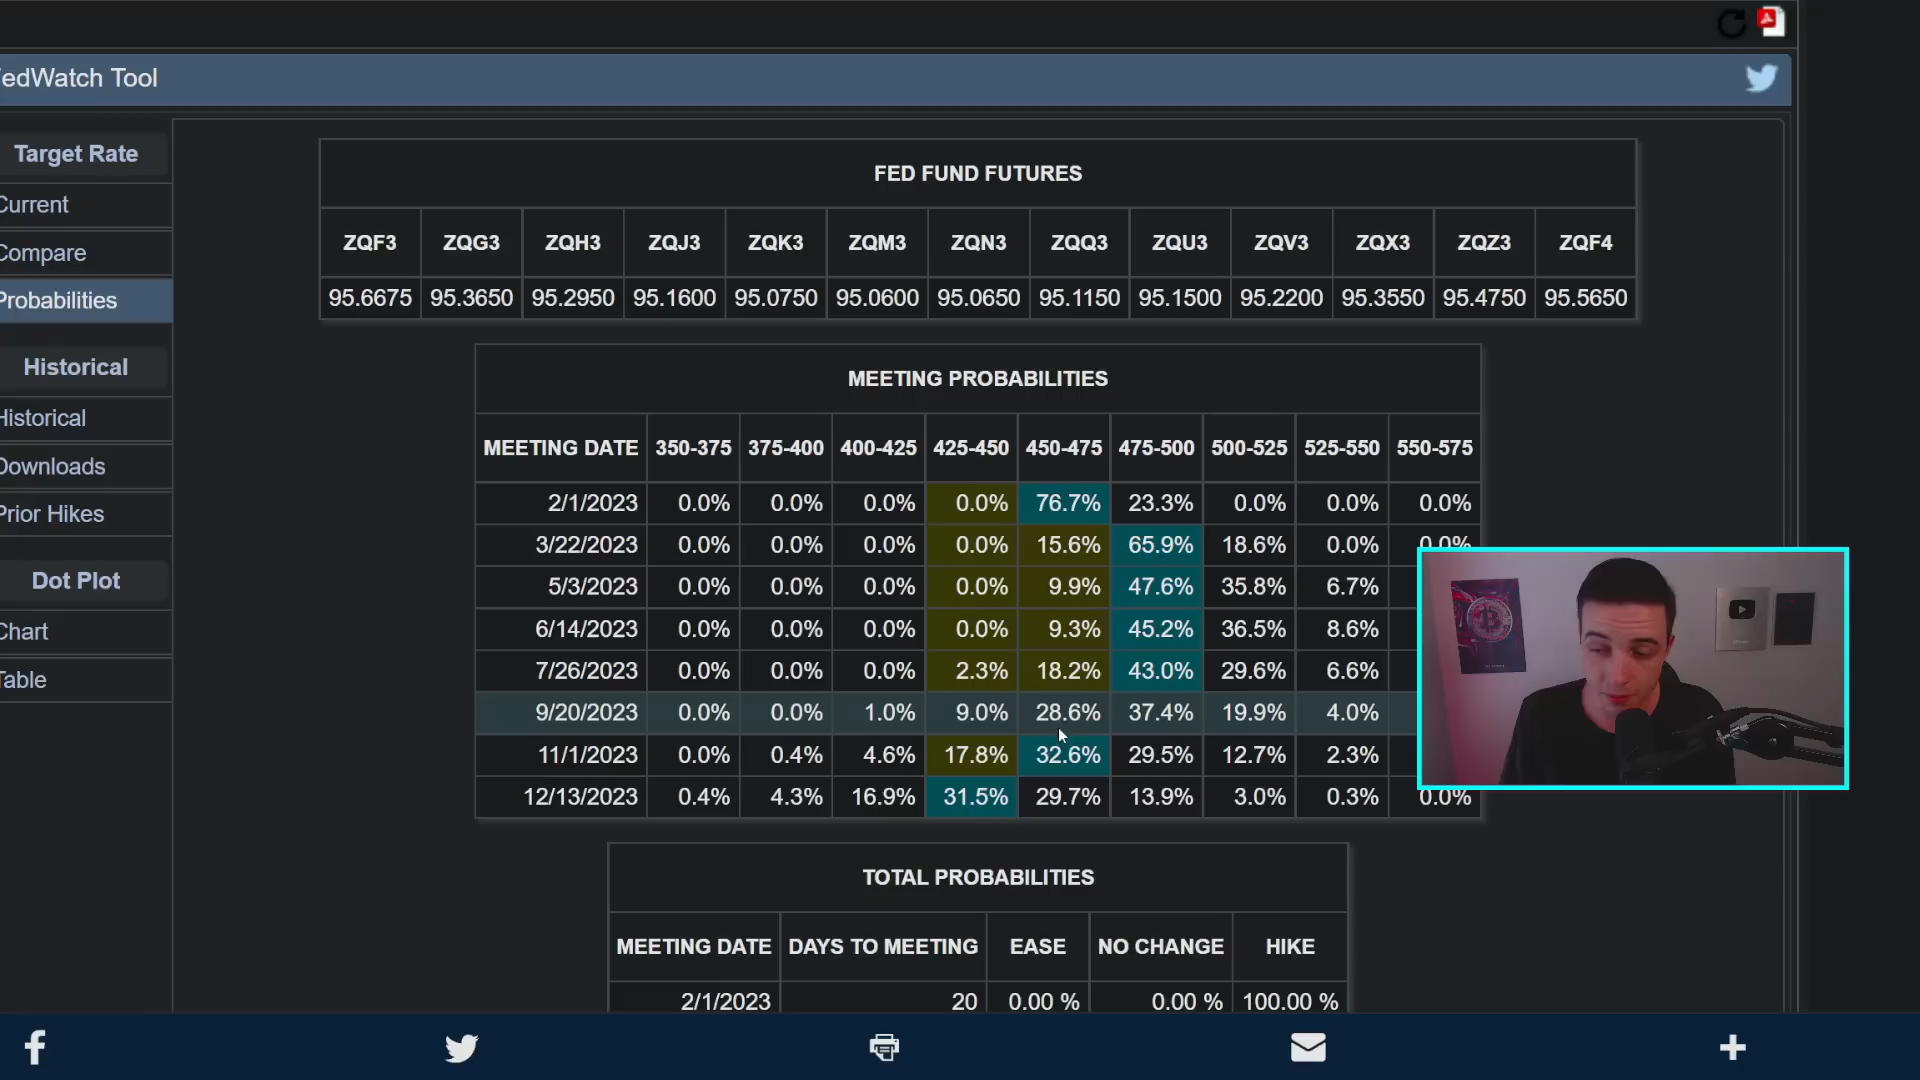 edWatch Tool
Target Rate
Current
Compare
Probabilities
Historical
Historical
Downloads
Prior Hikes
Dot Plot
Chart
Table
FED FUND FUTURES
ZQF3 ZQG3 ZQH3 ZQJ3 ZQK3 ZQM3 ZQN3 ZQQ3 ZQU3 ZQV3 ZQX3 ZQZ3 ZQF4
95.6675 95.3650 95.2950 95.1600 95.0750 95.0600 95.0650 95.1150 95.1500 95.2200 95.3550 95.4750 95.5650
MEETING PROBABILITIES
MEETING DATE 350-375 375-400 400-425 425-450 450-475 475-500 500-525 525-550 550-575
2/1/2023 0.0% 0.0% 0.0% 0.0% 76.7% 23.3% 0.0% 0.0% 0.0%
3/22/2023 0.0% 0.0% 0.0% 0.0% 15.6% 65.9% 18.6% 0.0% 0.0%
5/3/2023 0.0% 0.0% 0.0% 0.0% 9.9% 47.6% 35.8% 6.7%
6/14/2023 0.0% 0.0% 0.0% 0.0% 9.3% 45.2% 36.5% 8.6%
7/26/2023 0.0% 0.0% 0.0% 2.3% 18.2% 43.0% 29.6% 6.6%
9/20/2023 0.0% 0.0% 1.0% 9.0% 28.6% 37.4% 19.9% 4.0%
11/1/2023 0.0% 0.4% 4.6% 17.8% 32.6% 29.5% 12.7% 2.3%
12/13/2023 0.4% 4.3% 16.9% 31.5% 29.7% 13.9% 3.0% 0.3% 0.0%
TOTAL PROBABILITIES
MEETING DATE DAYS TO MEETING EASE NO CHANGE HIKE
2/1/2023 20 0.00 % 0.00 % 100.00 %